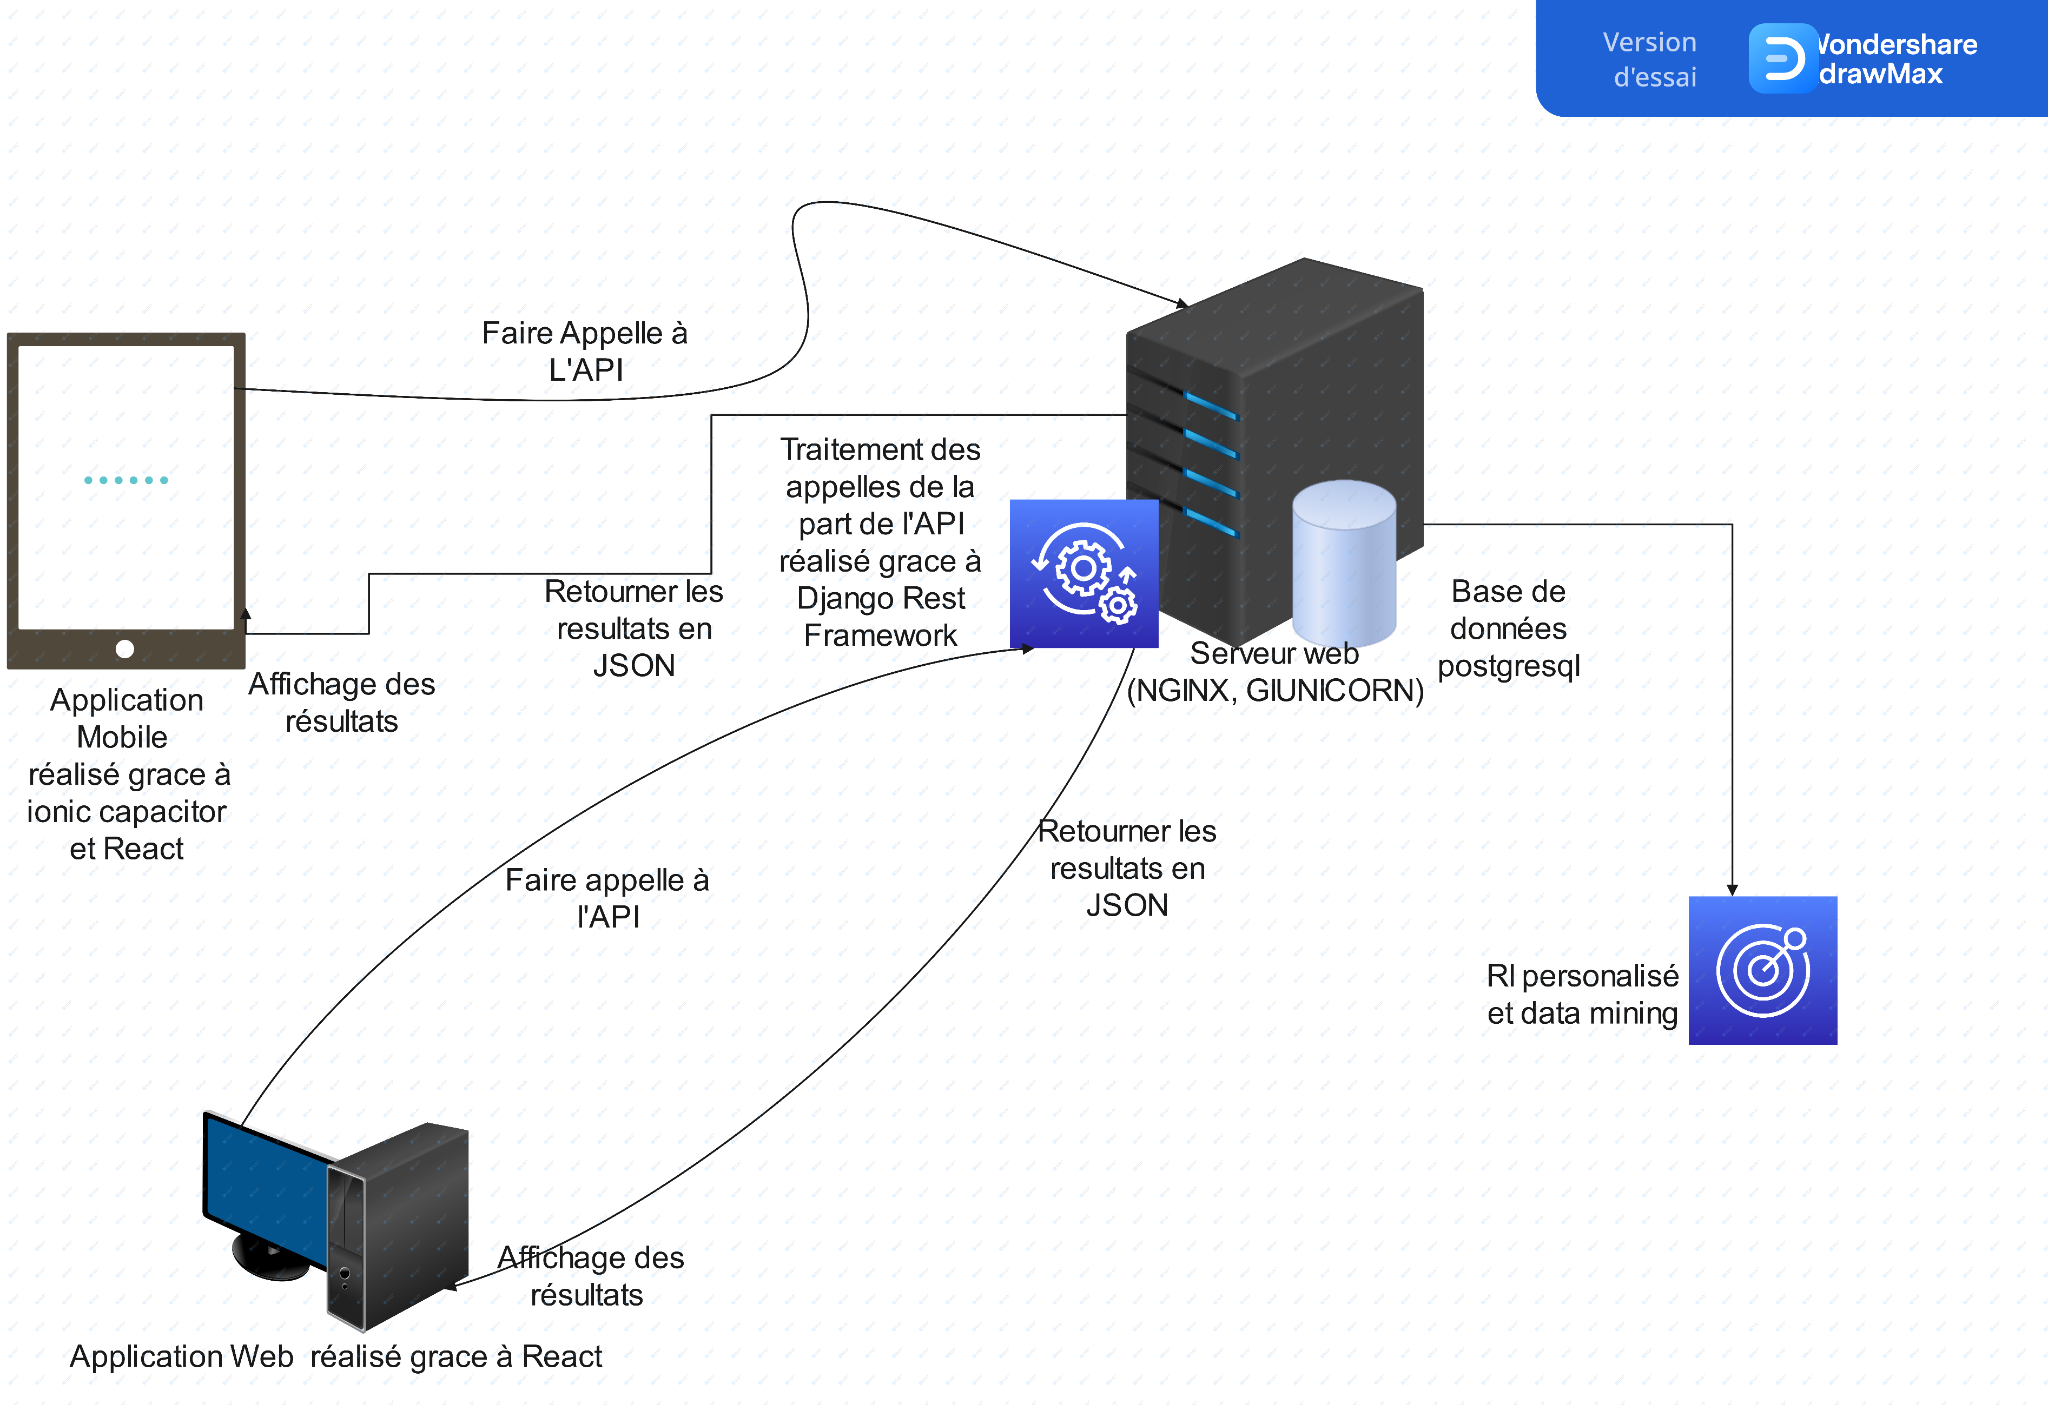 Version
d'essai
Wondershare
drawMax
Faire Appelle à
L'API
Traitement des
appelles de la
part de l'API
réalisé grace à
Django Rest
Framework
Retourner les
resultats en
JSON
Base de
données
postgresql
Serveur web
(NGINX, GIUNICORN)
Affichage des
résultats
Application
Mobile
réalisé grace à
ionic capacitor
et React
Retourner les
resultats en
JSON
Faire appelle à
l'API
RI personalisé
et data mining
Affichage des
résultats
Application Web réalisé grace à React